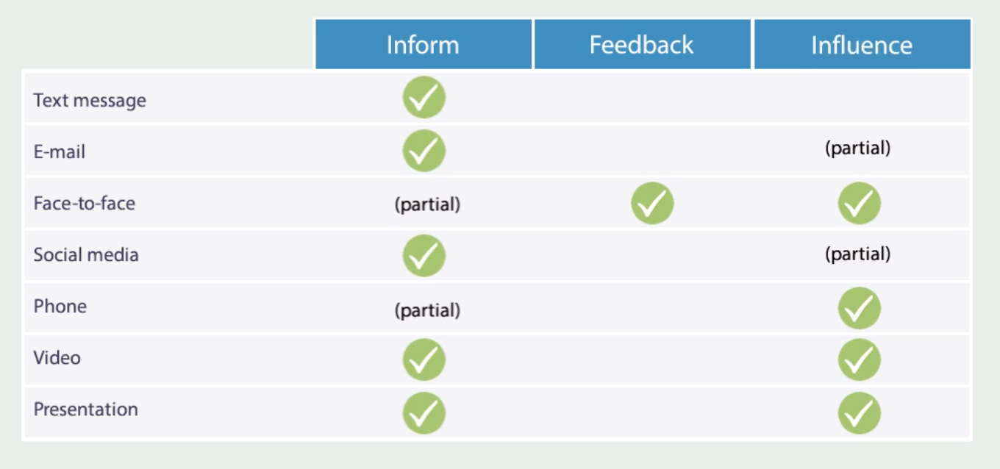 Inform Feedback Influence
Text message
E-mail (partial)
Face-to-face (partial)
Social media (partial)
Phone (partial)
Video
Presentation